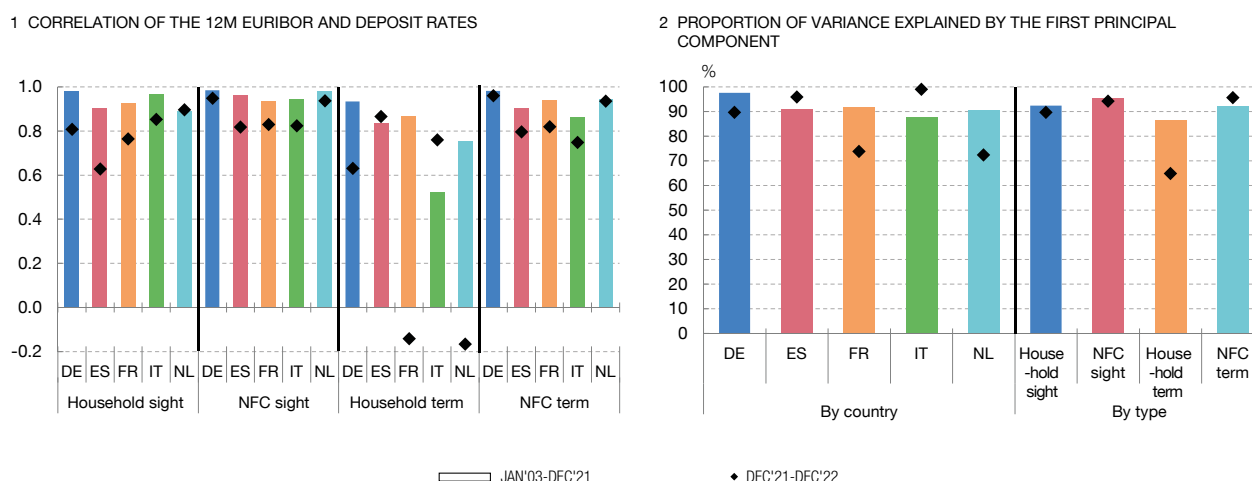 1 CORRELATION OF THE 12M EURIBOR AND DEPOSIT RATES
1.0
0.8
0.6
0.4
0.2
0.0
-0.2
DE ES FR IT NL DE ES FR IT NL DE ES FR IT NL DE ES FR IT NL
Household sight NFC sight Household term NFC term
2 PROPORTION OF VARIANCE EXPLAINED BY THE FIRST PRINCIPAL
COMPONENT
%
100
90
80
70
60
50
40
30
20
10
0
DE ES FR IT NL
House
-hold
sight
NFC
sight
House
-hold
term
NFC
term
By country By type
JAN'03-DEC'21 DEC'21-DEC'22